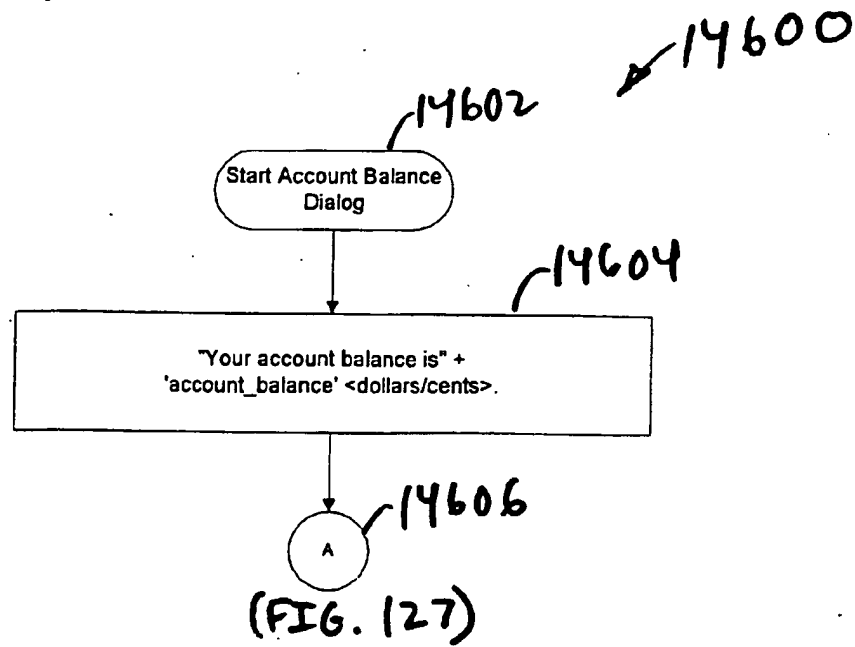 14600
14602
Start Account Balance
Dialog
14604
"Your account balance is" +
'account_balance' <dollars/cents>.
14606
A
(FIG. 127)